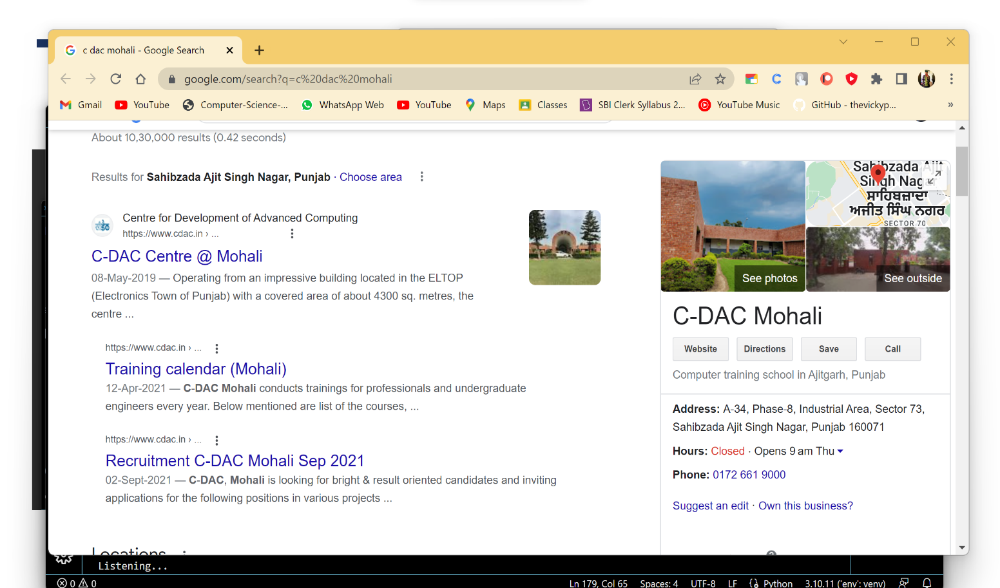 c dac mohali - Google Search
google.com/search?q=c%20dac%20mohali
Gmail YouTube Computer-Science-... WhatsApp Web YouTube Maps Classes SBI Clerk Syllabus 2... YouTube Music GitHub - thevickyp... »
About 10,30,000 results (0.42 seconds)
Results for Sahibzada Ajit Singh Nagar, Punjab · Choose area
Centre for Development of Advanced Computing
https://www.cdac.in › ...
C-DAC Centre @ Mohali
08-May-2019 — Operating from an impressive building located in the ELTOP
(Electronics Town of Punjab) with a covered area of about 4300 sq. metres, the
centre ...
https://www.cdac.in › ...
Training calendar (Mohali)
12-Apr-2021 — C-DAC Mohali conducts trainings for professionals and undergraduate
engineers every year. Below mentioned are list of the courses, ...
https://www.cdac.in › ...
Recruitment C-DAC Mohali Sep 2021
02-Sept-2021 — C-DAC, Mohali is looking for bright & result oriented candidates and inviting
applications for the following positions in various projects ...
Locations
Sahibzada Ajit
Singh Nagar
ਸਾਹਿਬਜ਼ਾਦਾ
ਅਜੀਤ ਸਿੰਘ ਨਗਰ
SECTOR 70
See photos
See outside
C-DAC Mohali
Website Directions Save Call
Computer training school in Ajitgarh, Punjab
Address: A-34, Phase-8, Industrial Area, Sector 73,
Sahibzada Ajit Singh Nagar, Punjab 160071
Hours: Closed · Opens 9 am Thu
Phone: 0172 661 9000
Suggest an edit · Own this business?
Listening...
0 0 Ln 179, Col 65 Spaces: 4 UTF-8 LF Python 3.10.11 ('env': venv)